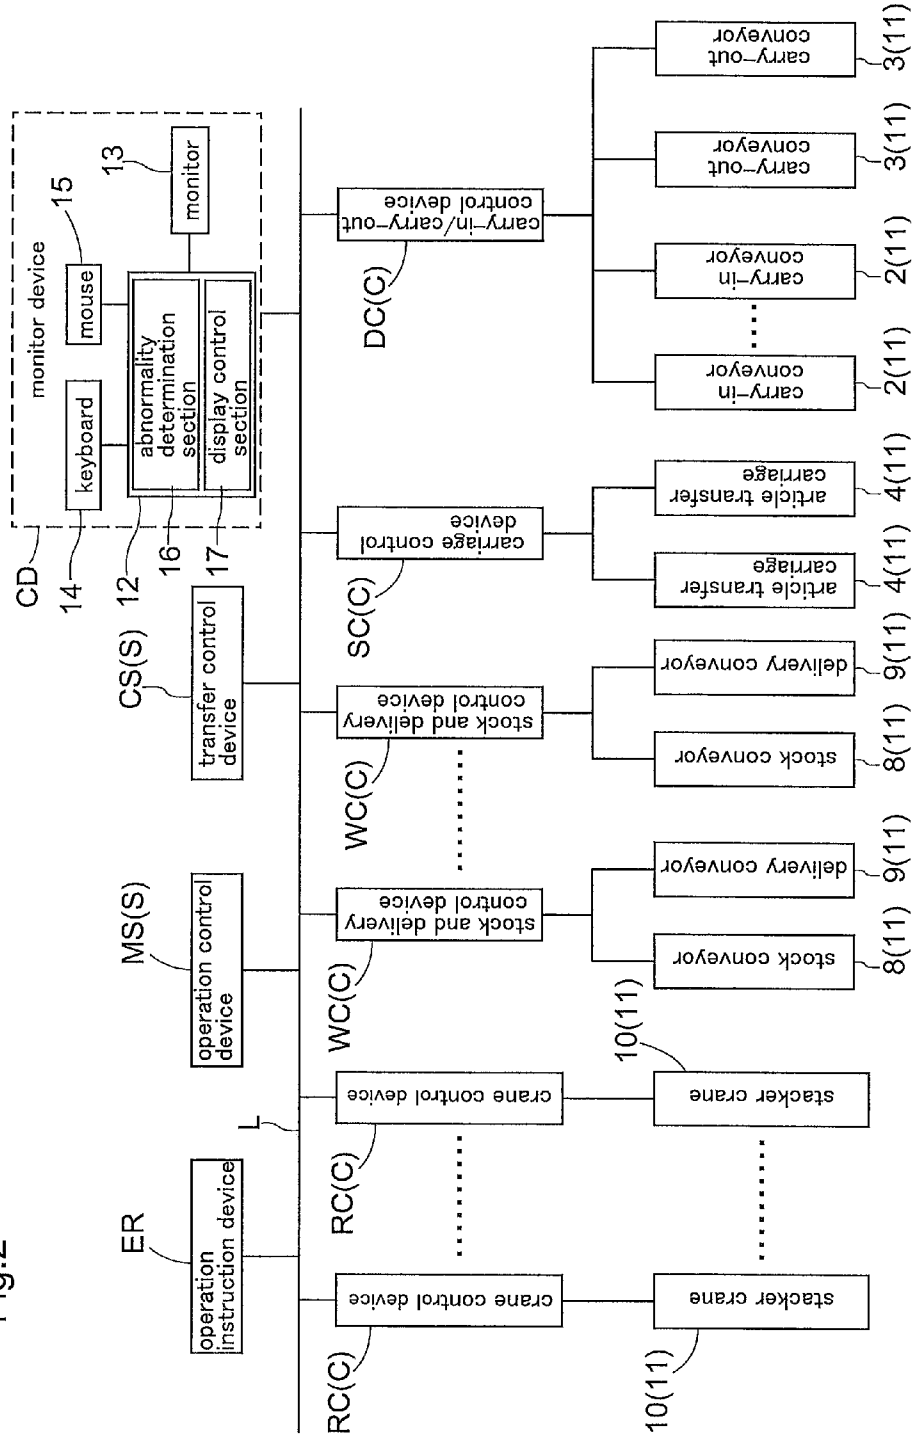 Fig.2
CD
monitor device
14
keyboard
15
mouse
13
monitor
12
16
abnormality
determination
section
17
display control
section
ER
operation
instruction device
MS(S)
operation control
device
CS(S)
transfer control
device
L
RC(C)
crane control device
RC(C)
crane control device
WC(C)
stock and delivery
control device
WC(C)
stock and delivery
control device
SC(C)
carriage control
device
DC(C)
carry-in/carry-out
control device
10(11)
stacker crane
10(11)
stacker crane
stock conveyor
8(11)
delivery conveyor
9(11)
stock conveyor
8(11)
delivery conveyor
9(11)
article transfer
carriage
4(11)
article transfer
carriage
4(11)
carry-in
conveyor
2(11)
carry-in
conveyor
2(11)
carry-out
conveyor
3(11)
carry-out
conveyor
3(11)